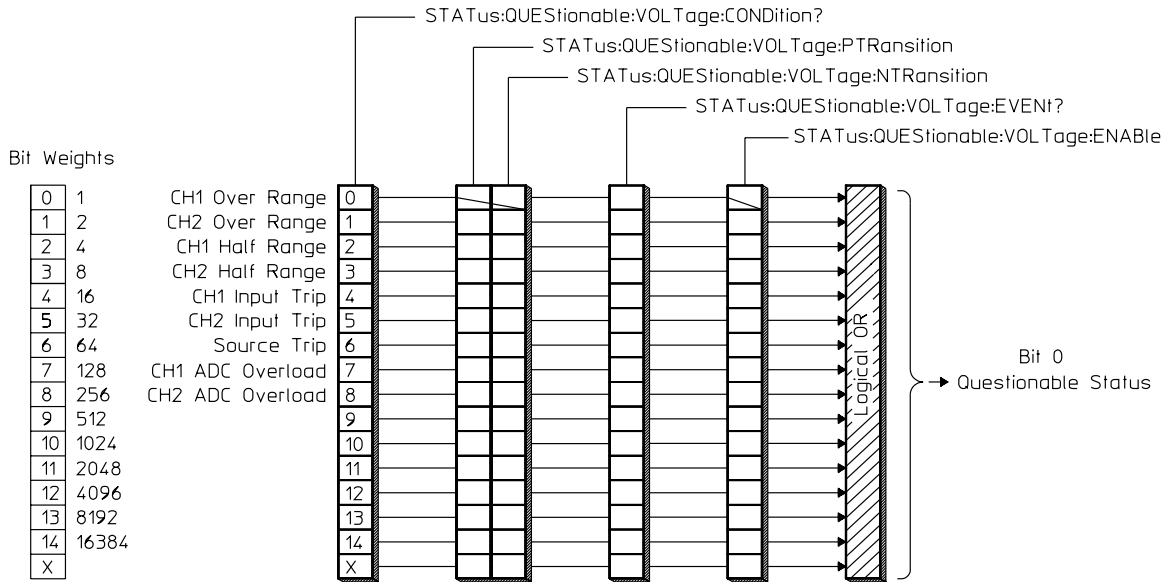 STATus:QUEStionable:VOLTage:CONDition?
STATus:QUEStionable:VOLTage:PTRansition
STATus:QUEStionable:VOLTage:NTRansition
STATus:QUEStionable:VOLTage:EVENt?
STATus:QUEStionable:VOLTage:ENABle
Bit Weights
0 1 CH1 Over Range 0
1 2 CH2 Over Range 1
2 4 CH1 Half Range 2
3 8 CH2 Half Range 3
4 16 CH1 Input Trip 4
5 32 CH2 Input Trip 5
6 64 Source Trip 6
7 128 CH1 ADC Overload 7
8 256 CH2 ADC Overload 8
9 512 9
10 1024 10
11 2048 11
12 4096 12
13 8192 13
14 16384 14
X X
Logical OR
Bit 0
Questionable Status